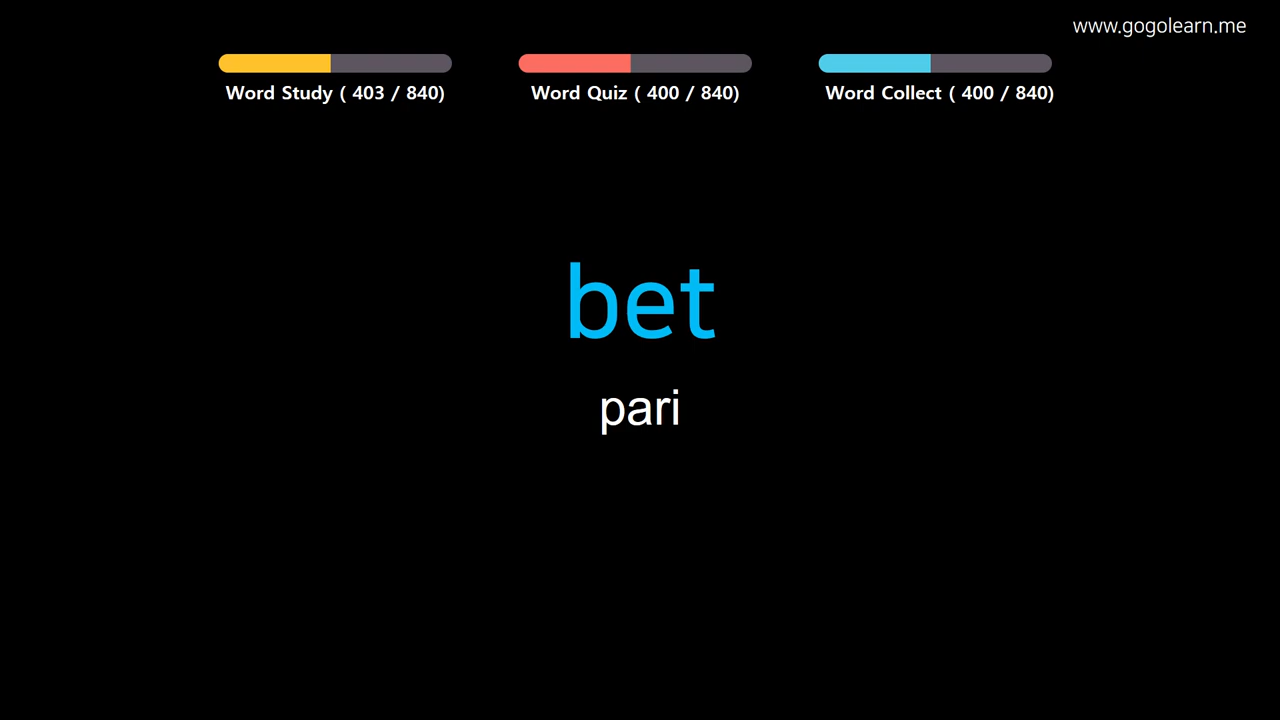 www.gogolearn.me
Word Study ( 403 / 840)
Word Quiz ( 400 / 840)
Word Collect ( 400 / 840)
bet
pari